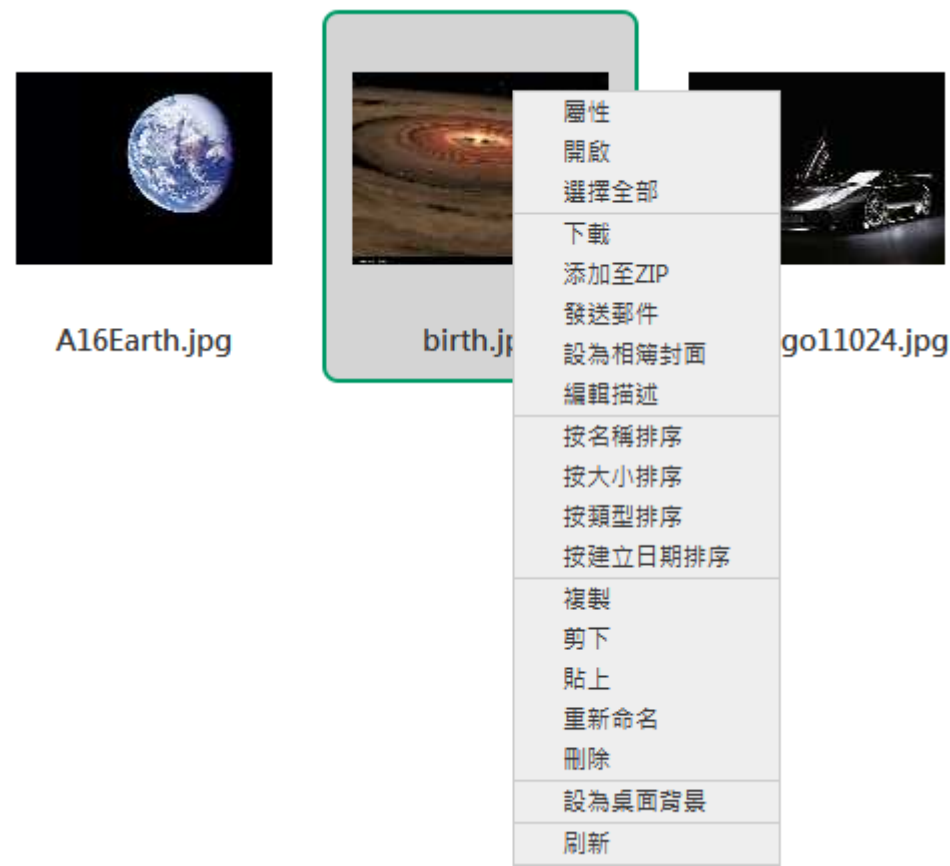 A16Earth.jpg
birth.jp
go11024.jpg
屬性
開啟
選擇全部
下載
添加至ZIP
發送郵件
設為相簿封面
編輯描述
按名稱排序
按大小排序
按類型排序
按建立日期排序
複製
剪下
貼上
重新命名
刪除
設為桌面背景
刷新